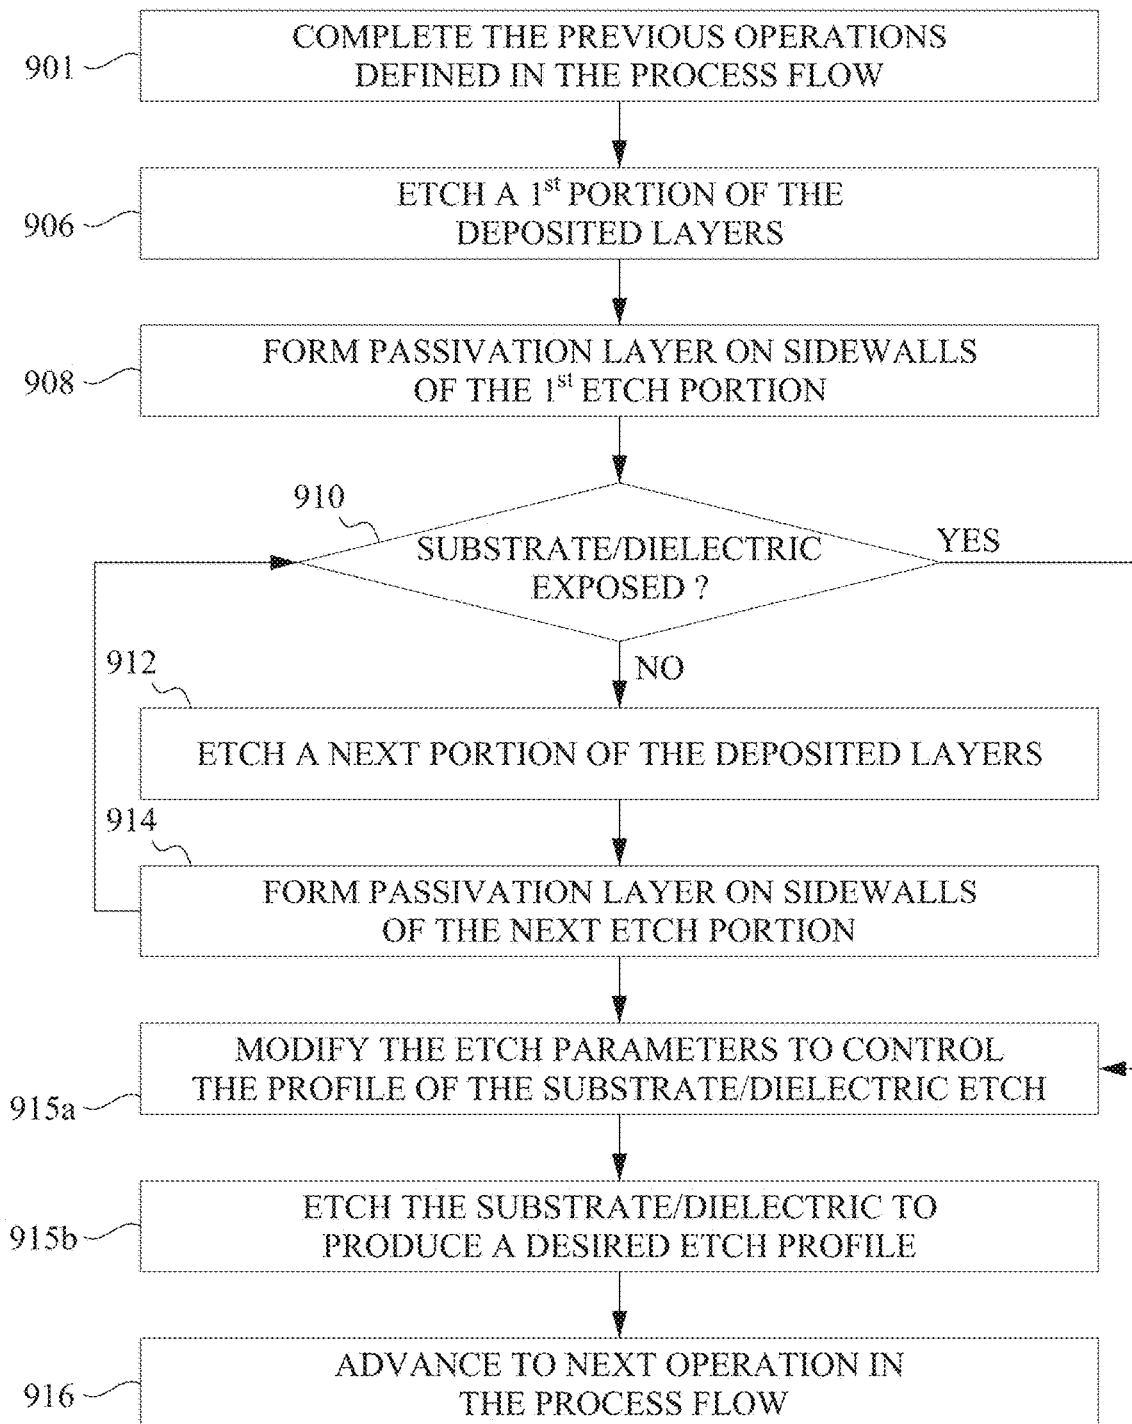 901
COMPLETE THE PREVIOUS OPERATIONS
DEFINED IN THE PROCESS FLOW
906
ETCH A 1st PORTION OF THE
DEPOSITED LAYERS
908
FORM PASSIVATION LAYER ON SIDEWALLS
OF THE 1st ETCH PORTION
910
SUBSTRATE/DIELECTRIC
EXPOSED ?
YES
NO
912
ETCH A NEXT PORTION OF THE DEPOSITED LAYERS
914
FORM PASSIVATION LAYER ON SIDEWALLS
OF THE NEXT ETCH PORTION
915a
MODIFY THE ETCH PARAMETERS TO CONTROL
THE PROFILE OF THE SUBSTRATE/DIELECTRIC ETCH
915b
ETCH THE SUBSTRATE/DIELECTRIC TO
PRODUCE A DESIRED ETCH PROFILE
916
ADVANCE TO NEXT OPERATION IN
THE PROCESS FLOW